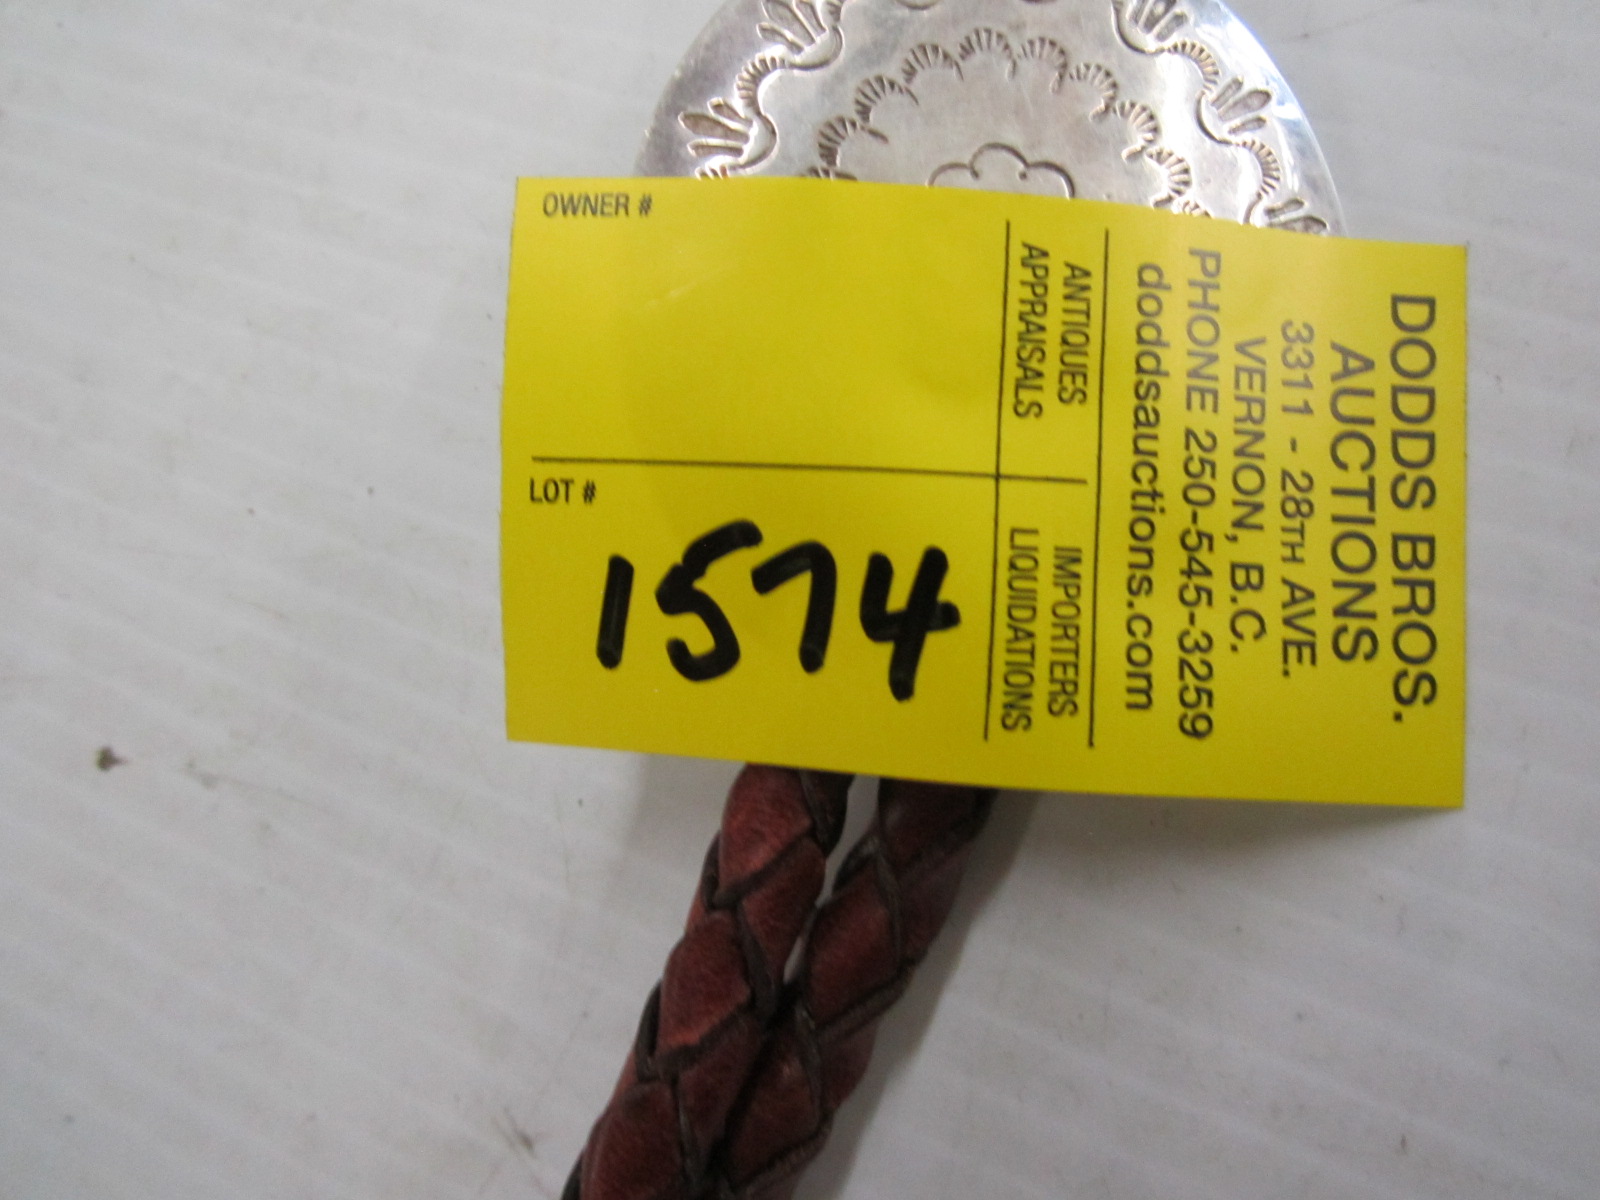 DODDS BROS.
AUCTIONS
3311 - 28TH AVE.
VERNON, B.C.
PHONE 250-545-3259
doddsauctions.com
ANTIQUES
APPRAISALS
IMPORTERS
LIQUIDATIONS
OWNER #
LOT #
1574